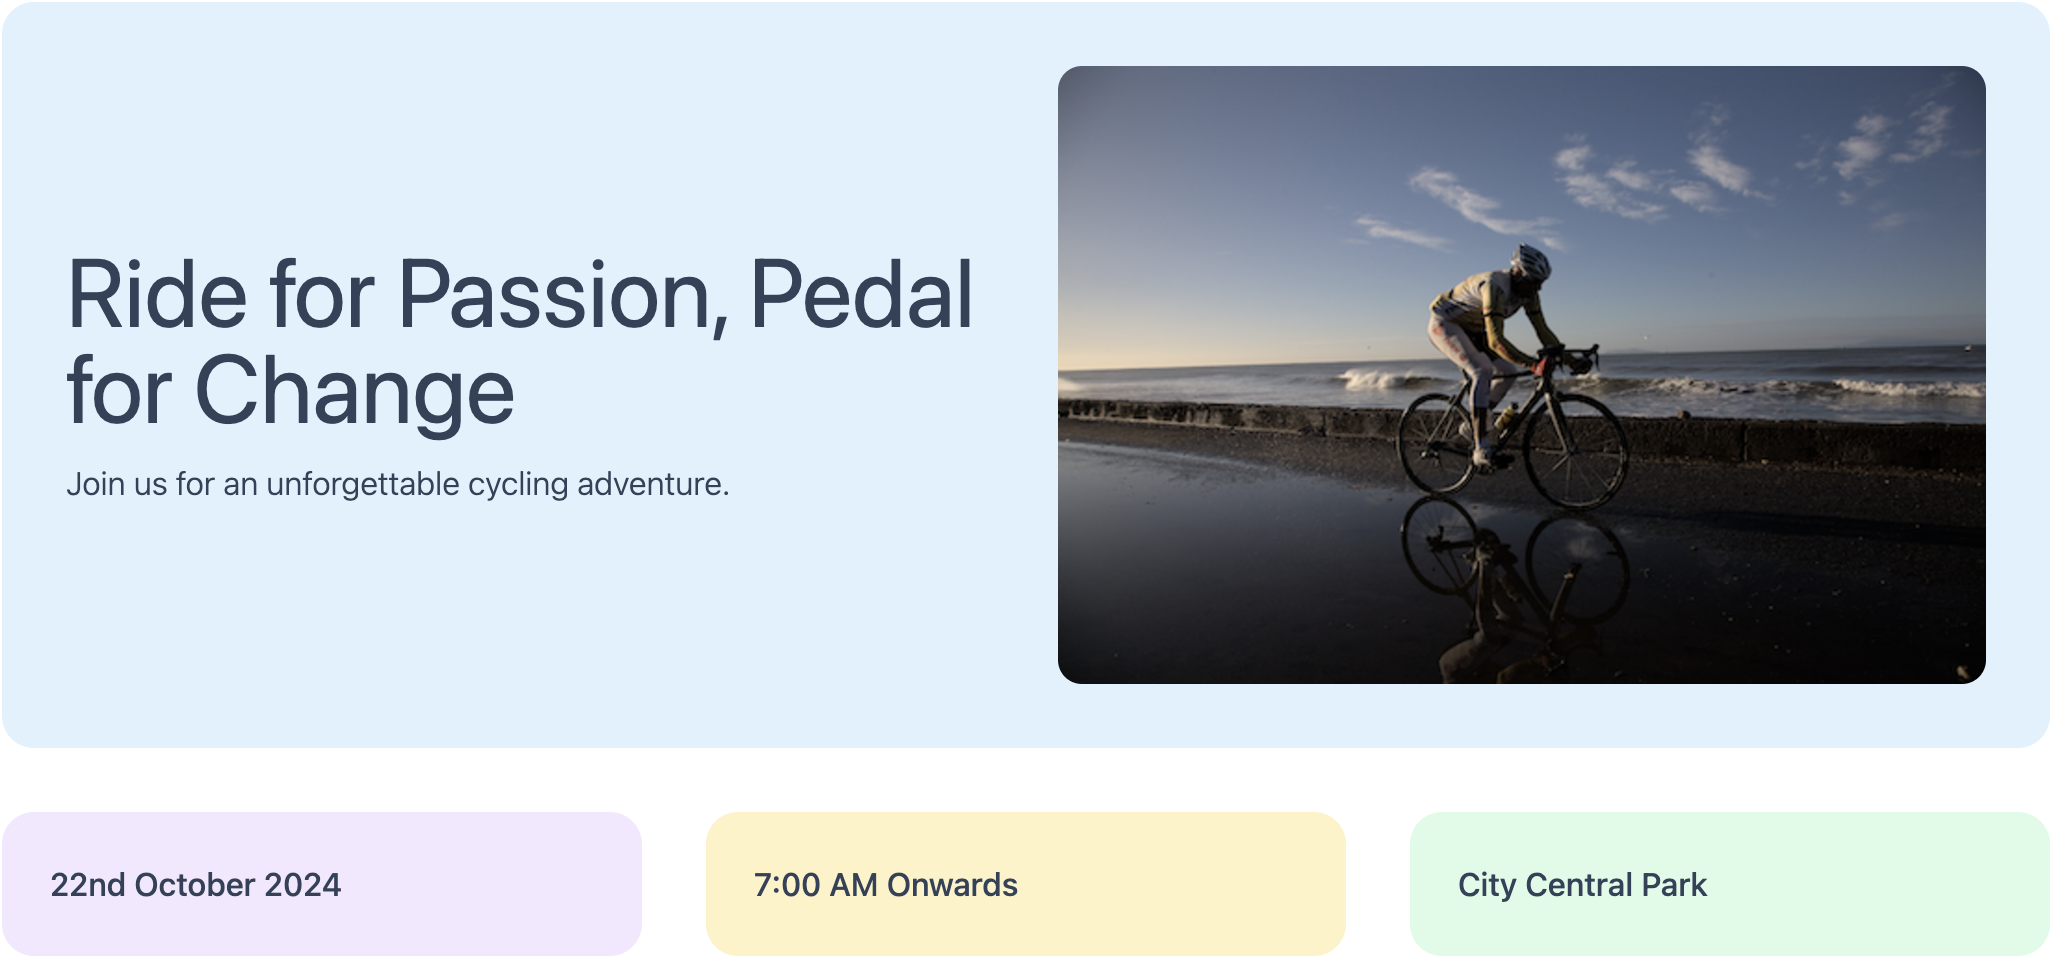 Ride for Passion, Pedal
for Change
Join us for an unforgettable cycling adventure.
22nd October 2024
7:00 AM Onwards
City Central Park